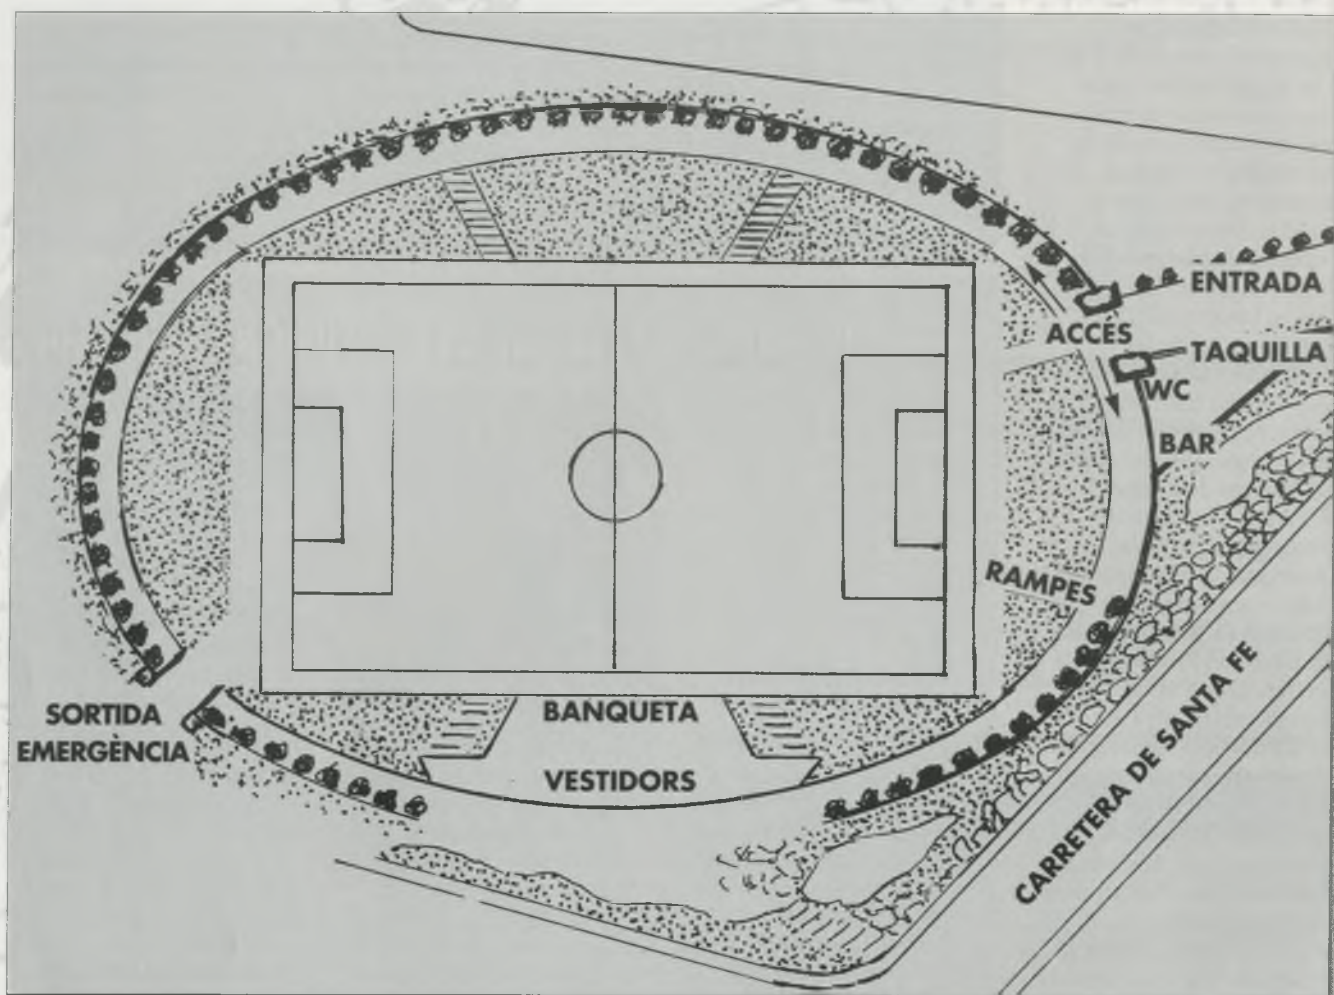 ENTRADA
ACCÉS
TAQUILLA
WC
BAR
RAMPES
SORTIDA
EMERGÈNCIA
BANQUETA
VESTIDORS
CARRETERA DE SANTA FE